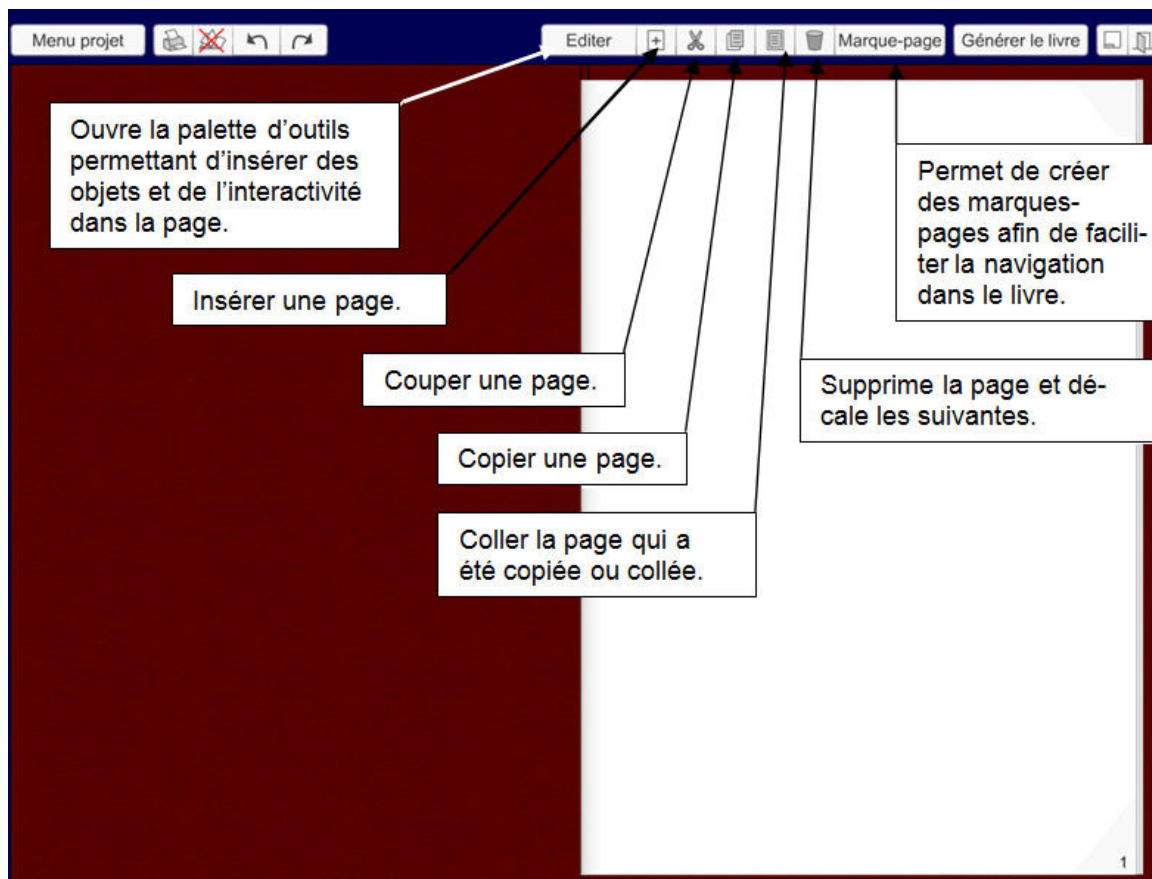 Menu projet
Editer
Marque-page
Générer le livre
Ouvre la palette d'outils
permettant d'insérer des
objets et de l'interactivité
dans la page.
Permet de créer
des marques-
pages afin de facili-
ter la navigation
dans le livre.
Insérer une page.
Couper une page.
Supprime la page et dé-
cale les suivantes.
Copier une page.
Coller la page qui a
été copiée ou collée.
1